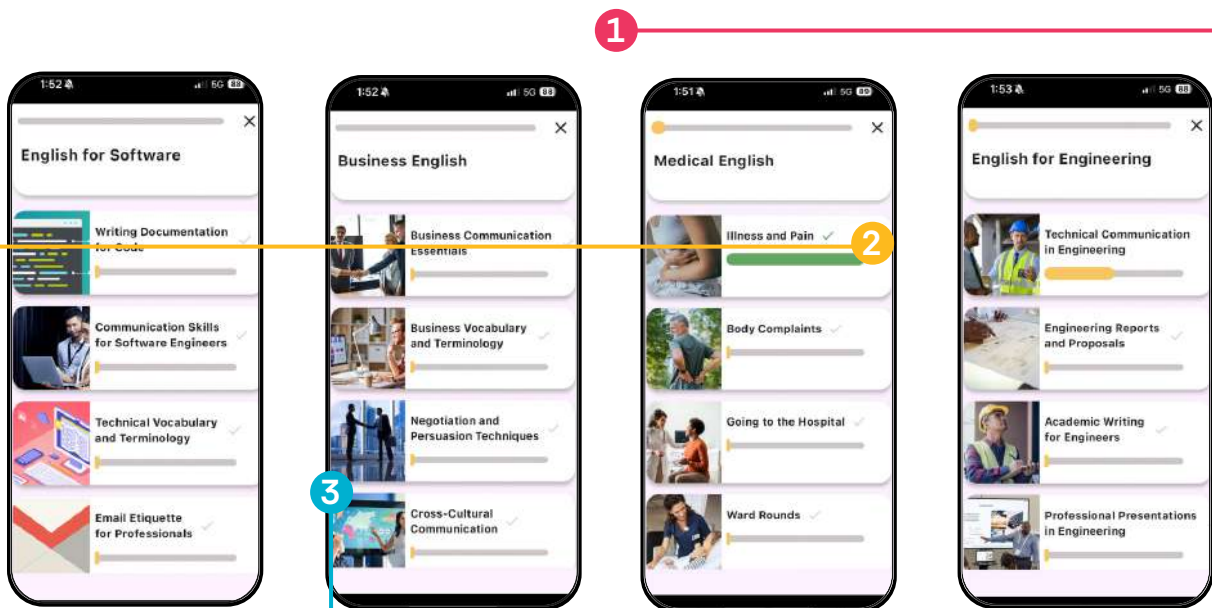 1
1:52
5G 88
English for Software
Writing Documentation
for Code
Communication Skills
for Software Engineers
Technical Vocabulary
and Terminology
Email Etiquette
for Professionals
1:52
5G 88
Business English
Business Communication
Essentials
Business Vocabulary
and Terminology
Negotiation and
Persuasion Techniques
3
Cross-Cultural
Communication
1:51
5G 89
Medical English
Illness and Pain
2
Body Complaints
Going to the Hospital
Ward Rounds
1:53
5G 88
English for Engineering
Technical Communication
in Engineering
Engineering Reports
and Proposals
Academic Writing
for Engineers
Professional Presentations
in Engineering